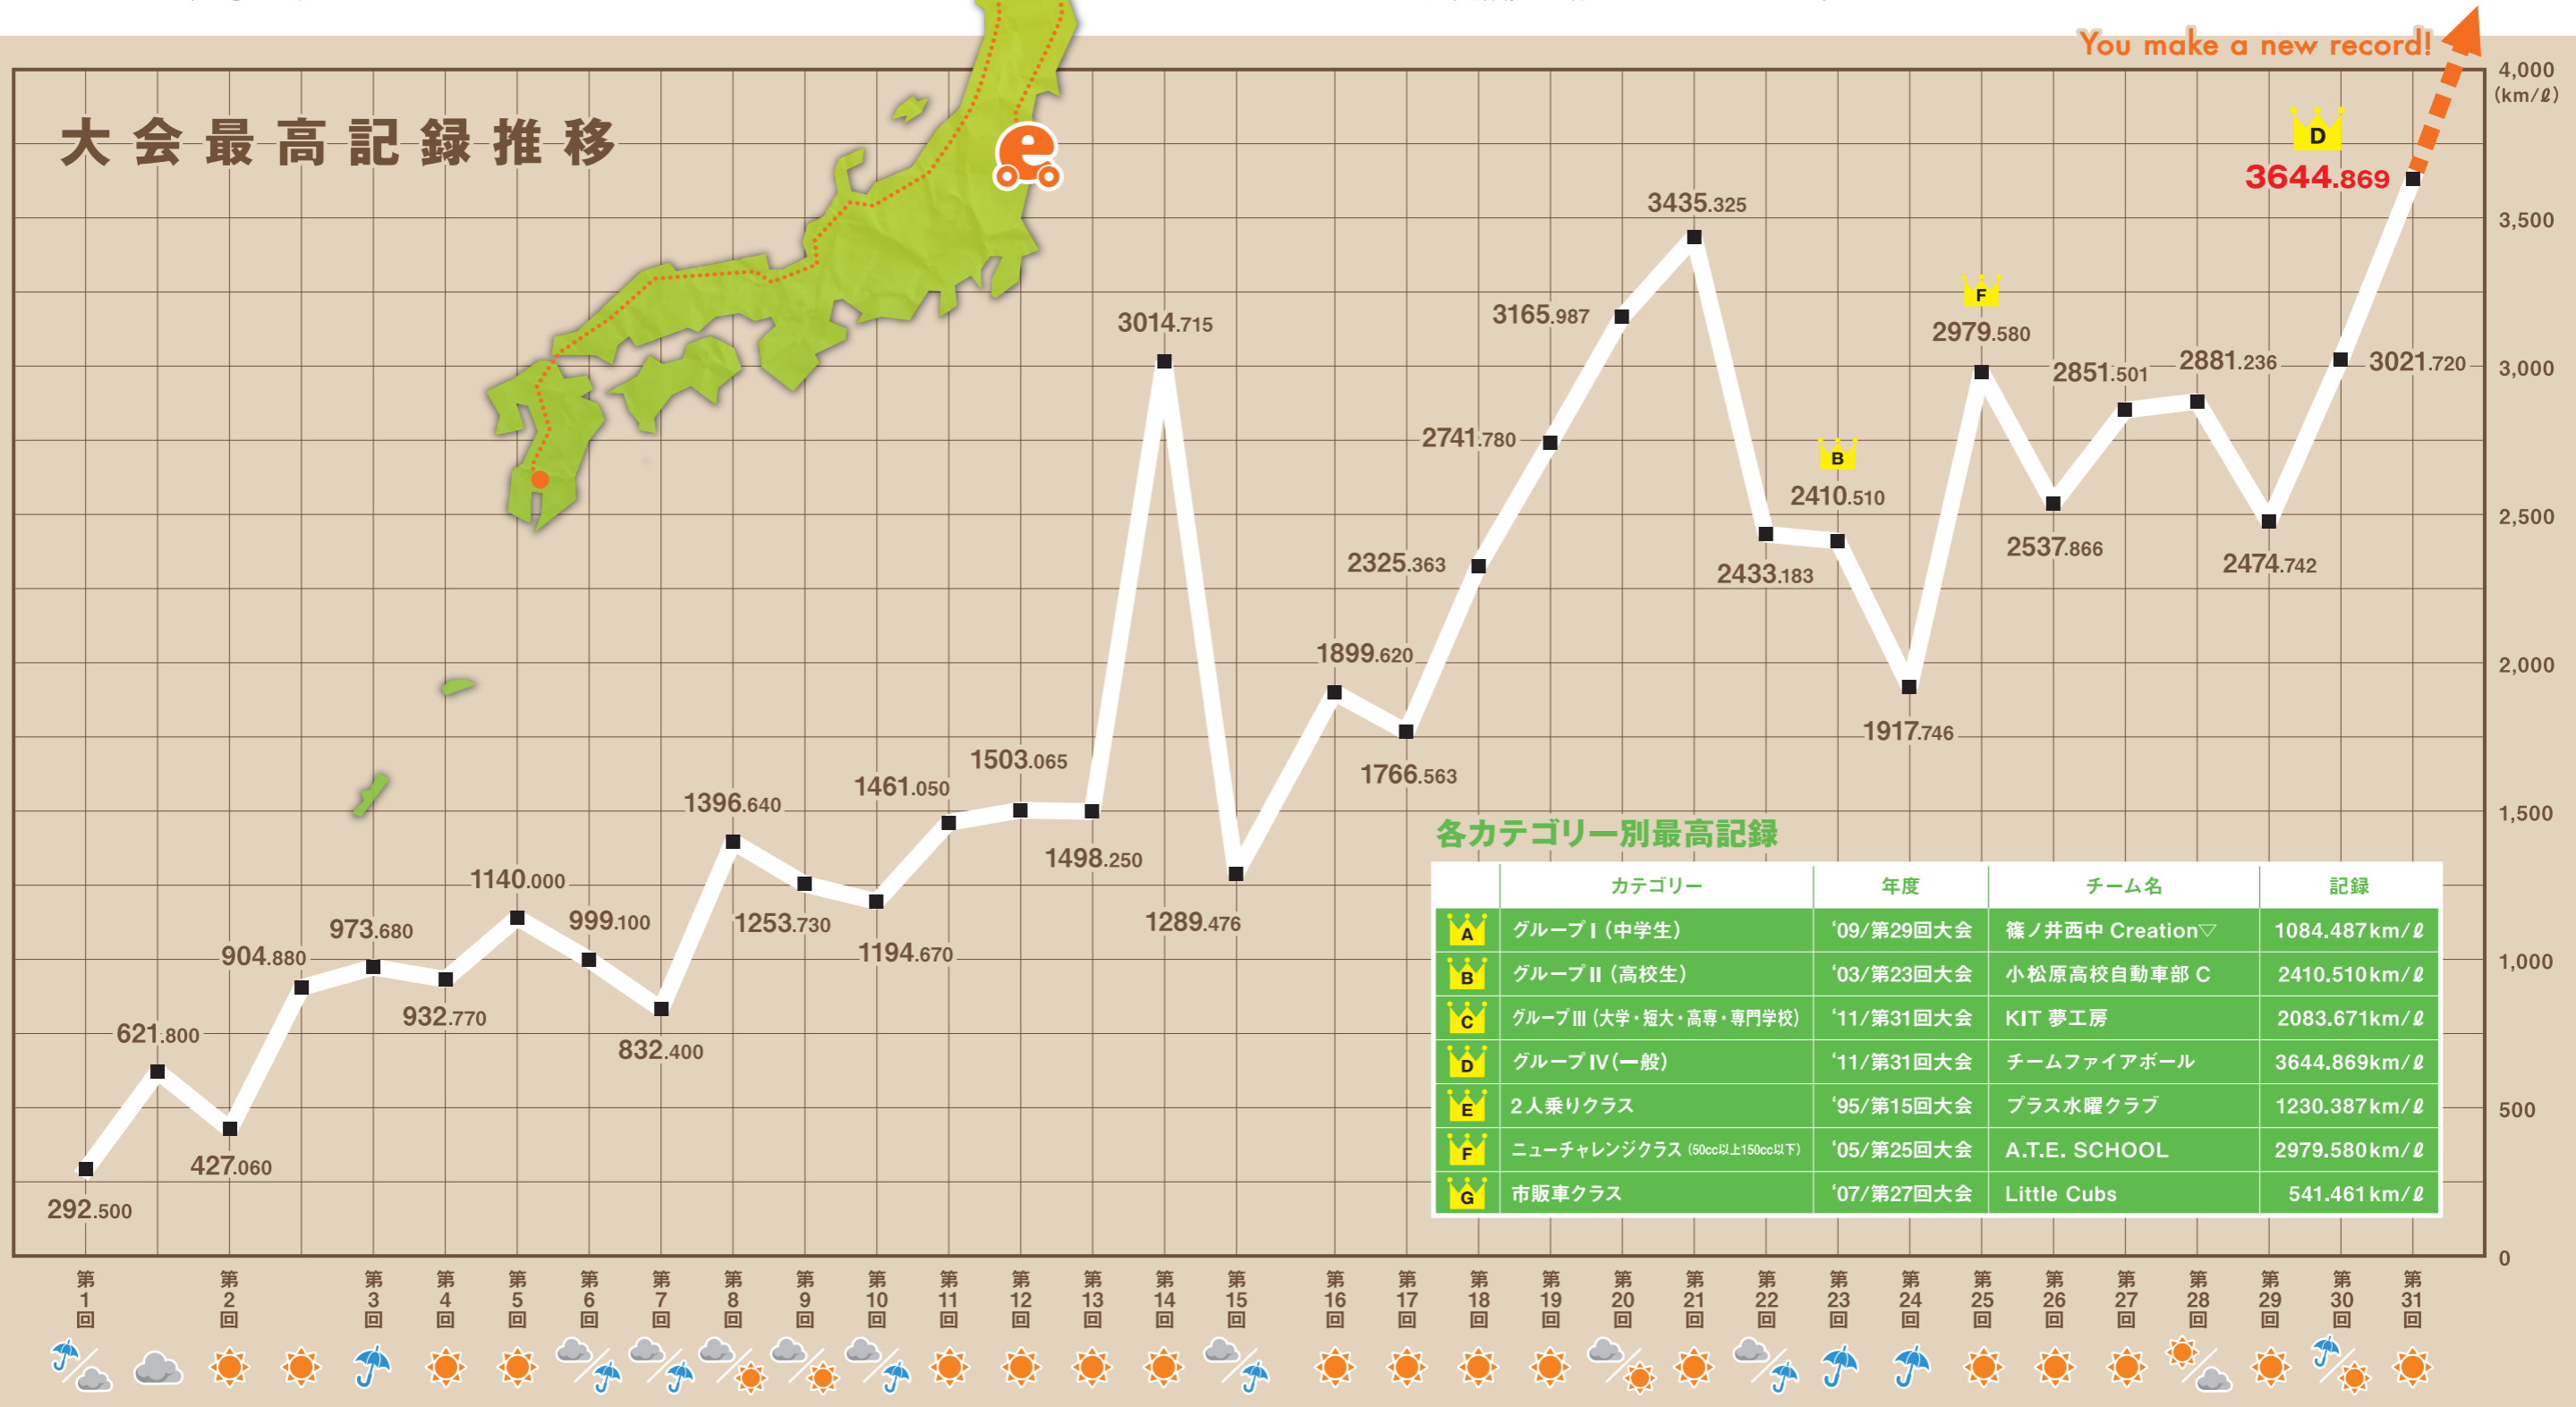 You make a new record!
大会最高記録推移
4,000
(km/ℓ)
3,500
3,000
2,500
2,000
1,500
1,000
500
0
292.500
621.800
427.060
904.880
973.680
932.770
1140.000
999.100
832.400
1396.640
1253.730
1194.670
1461.050
1503.065
1498.250
3014.715
1289.476
1899.620
1766.563
2325.363
2741.780
3165.987
3435.325
2433.183
B
2410.510
1917.746
F
2979.580
2537.866
2851.501
2881.236
2474.742
3021.720
D
3644.869
e
各カテゴリー別最高記録
カテゴリー 年度 チーム名 記録
A グループⅠ（中学生） ‘09/第29回大会 篠ノ井西中 Creation▽ 1084.487km/ℓ
B グループⅡ（高校生） ‘03/第23回大会 小松原高校自動車部 C 2410.510km/ℓ
C グループⅢ（大学・短大・高専・専門学校） ‘11/第31回大会 KIT 夢工房 2083.671km/ℓ
D グループⅣ（一般） ‘11/第31回大会 チームファイアボール 3644.869km/ℓ
E 2人乗りクラス ‘95/第15回大会 プラス水曜クラブ 1230.387km/ℓ
F ニューチャレンジクラス（50cc以上150cc以下） ‘05/第25回大会 A.T.E. SCHOOL 2979.580km/ℓ
G 市販車クラス ‘07/第27回大会 Little Cubs 541.461km/ℓ
第1回
第2回
第3回
第4回
第5回
第6回
第7回
第8回
第9回
第10回
第11回
第12回
第13回
第14回
第15回
第16回
第17回
第18回
第19回
第20回
第21回
第22回
第23回
第24回
第25回
第26回
第27回
第28回
第29回
第30回
第31回